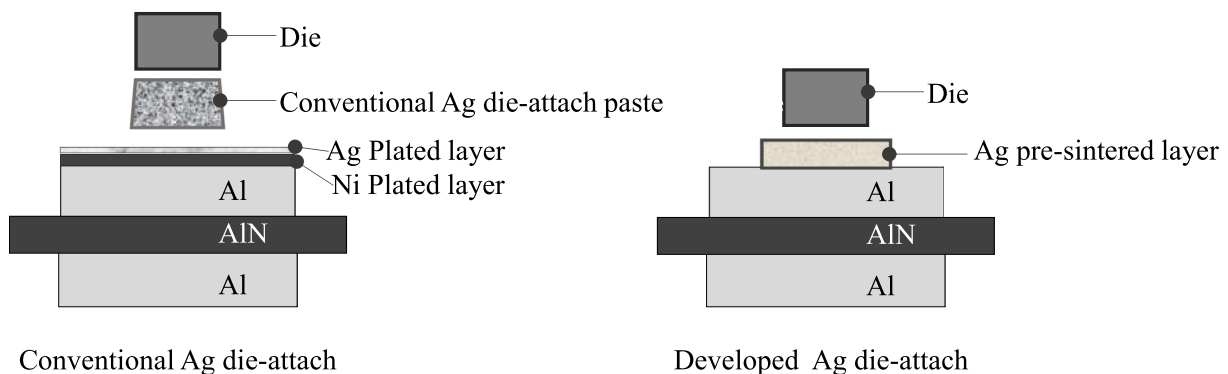 Die
Conventional Ag die-attach paste
Ag Plated layer
Ni Plated layer
Al
AlN
Al
Conventional Ag die-attach
Die
Ag pre-sintered layer
Al
AlN
Al
Developed Ag die-attach